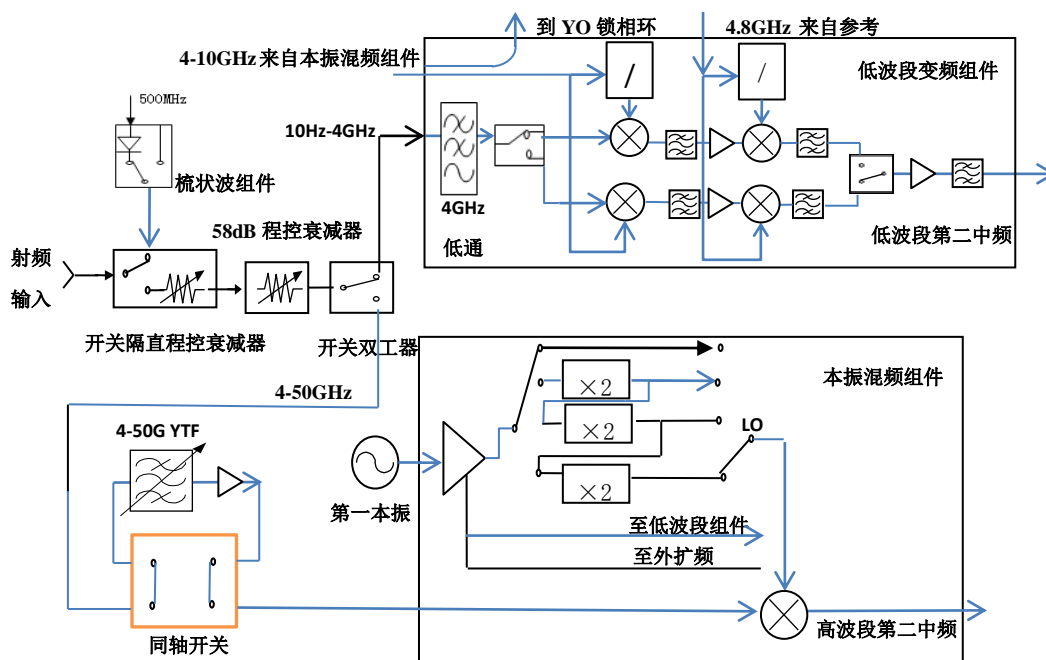 到 YO 锁相环
4.8GHz 来自参考
4-10GHz 来自本振混频组件
/
/
低波段变频组件
500MHz
10Hz-4GHz
梳状波组件
4GHz
低通
58dB 程控衰减器
低波段第二中频
射频
输入
开关隔直程控衰减器
开关双工器
本振混频组件
4-50GHz
×2
×2
×2
LO
4-50G YTF
第一本振
至低波段组件
至外扩频
同轴开关
高波段第二中频